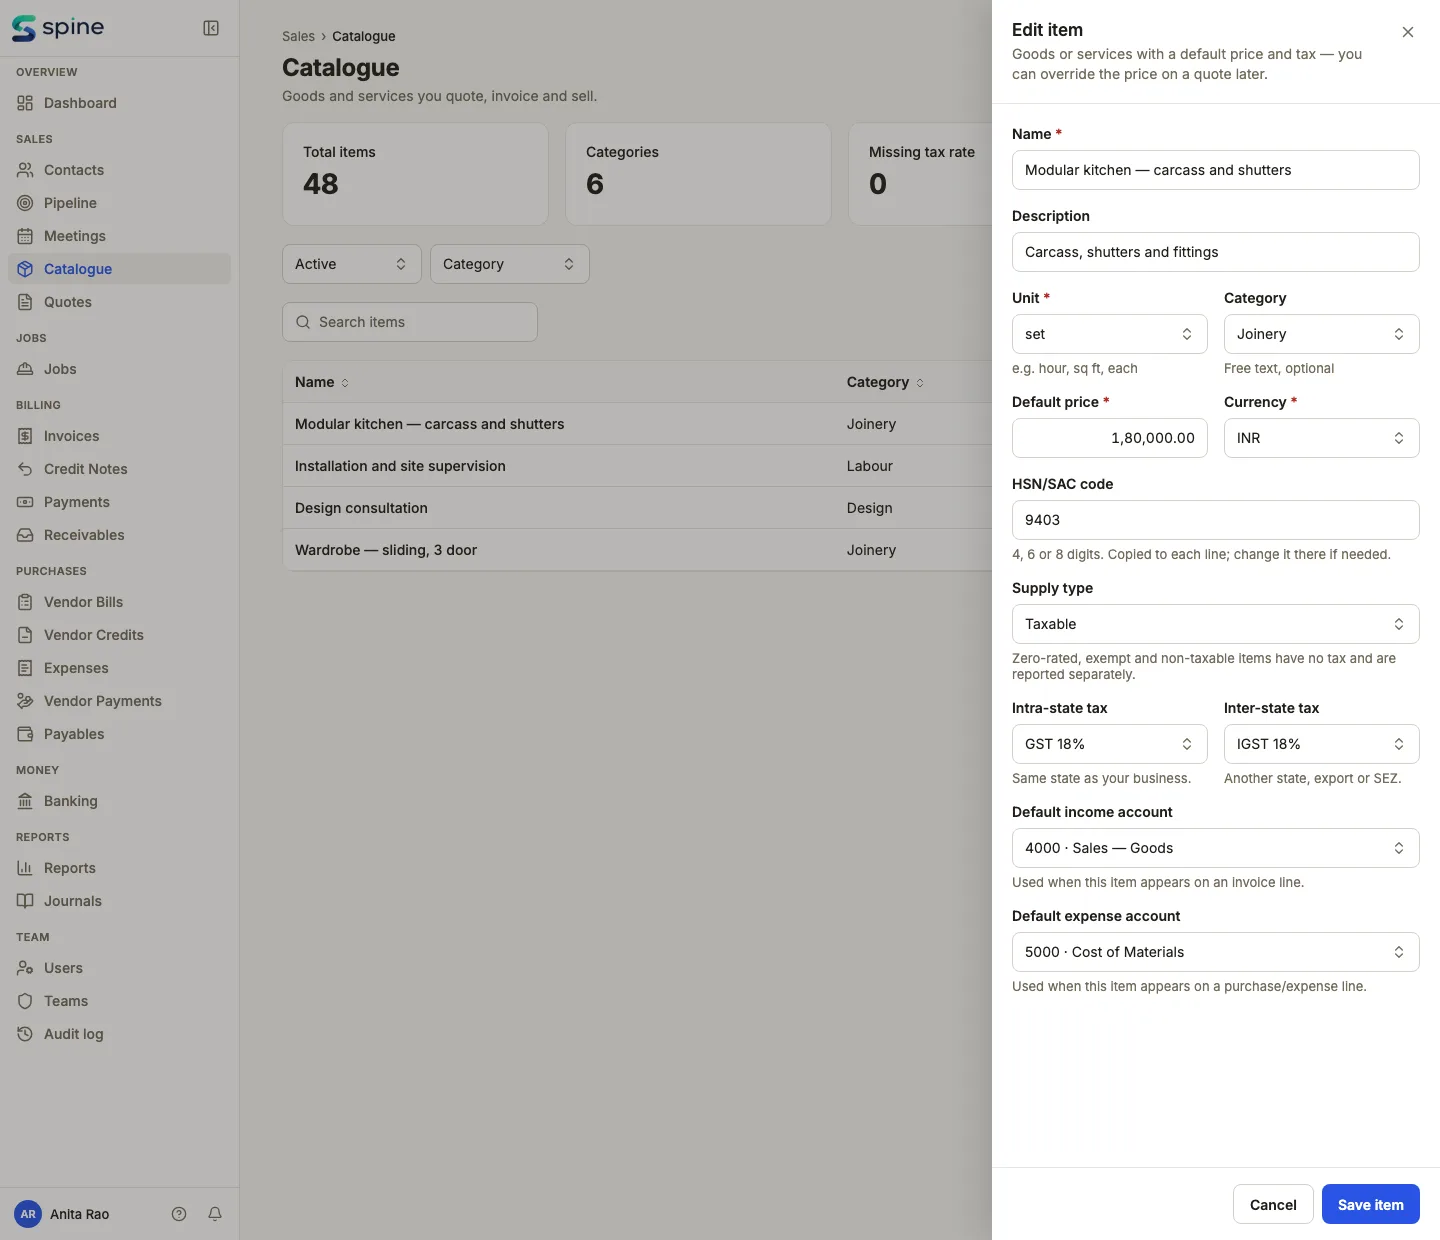 spine
OVERVIEW
Dashboard
SALES
Contacts
Pipeline
Meetings
Catalogue
Quotes
JOBS
Jobs
BILLING
Invoices
Credit Notes
Payments
Receivables
PURCHASES
Vendor Bills
Vendor Credits
Expenses
Vendor Payments
Payables
MONEY
Banking
REPORTS
Reports
Journals
TEAM
Users
Teams
Audit log
AR Anita Rao
Sales › Catalogue
Catalogue
Goods and services you quote, invoice and sell.
Total items
48
Categories
6
Missing tax rate
0
Active
Category
Search items
Name Category
Modular kitchen — carcass and shutters Joinery
Installation and site supervision Labour
Design consultation Design
Wardrobe — sliding, 3 door Joinery
Edit item
Goods or services with a default price and tax — you
can override the price on a quote later.
Name *
Modular kitchen — carcass and shutters
Description
Carcass, shutters and fittings
Unit * Category
set Joinery
e.g. hour, sq ft, each Free text, optional
Default price * Currency *
1,80,000.00 INR
HSN/SAC code
9403
4, 6 or 8 digits. Copied to each line; change it there if needed.
Supply type
Taxable
Zero-rated, exempt and non-taxable items have no tax and are
reported separately.
Intra-state tax Inter-state tax
GST 18% IGST 18%
Same state as your business. Another state, export or SEZ.
Default income account
4000 · Sales — Goods
Used when this item appears on an invoice line.
Default expense account
5000 · Cost of Materials
Used when this item appears on a purchase/expense line.
Cancel Save item